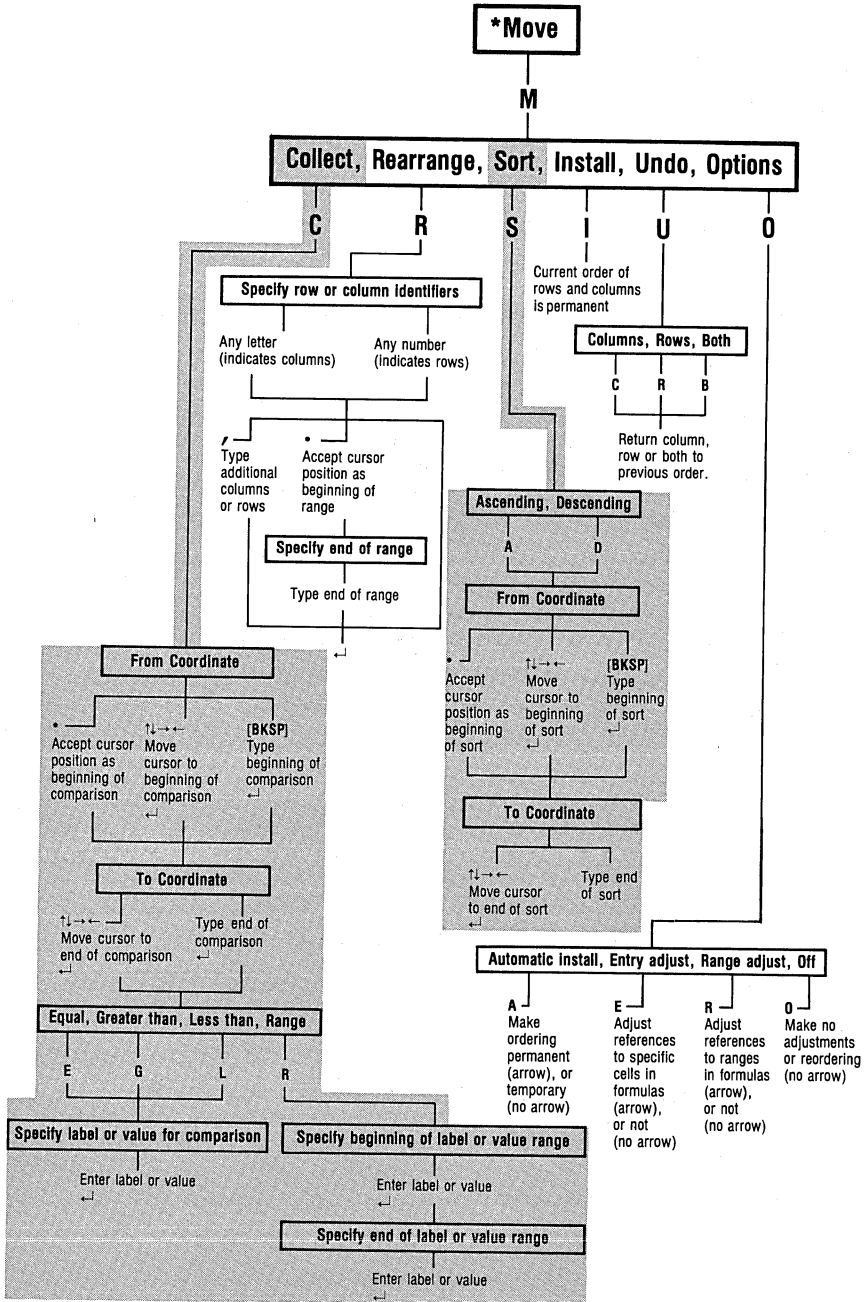 *Move
M
Collect, Rearrange, Sort, Install, Undo, Options
C
R
S
I
U
O
Specify row or column identifiers
Any letter
(indicates columns)
Any number
(indicates rows)
,
Type
additional
columns
or rows
•
Accept cursor
position as
beginning of
range
Specify end of range
Type end of range
↵
Current order of
rows and columns
is permanent
Columns, Rows, Both
C
R
B
Return column,
row or both to
previous order.
Ascending, Descending
A
D
From Coordinate
•
Accept
cursor
position as
beginning
of sort
↑↓→←
Move
cursor to
beginning
of sort
↵
[BKSP]
Type
beginning
of sort
↵
To Coordinate
↑↓→←
Move cursor
to end of sort
↵
Type end
of sort
From Coordinate
•
Accept cursor
position as
beginning of
comparison
↑↓→←
Move
cursor to
beginning of
comparison
↵
[BKSP]
Type
beginning of
comparison
↵
To Coordinate
↑↓→←
Move cursor to
end of comparison
↵
Type end of
comparison
↵
Equal, Greater than, Less than, Range
E
G
L
R
Specify label or value for comparison
Enter label or value
↵
Specify beginning of label or value range
Enter label or value
↵
Specify end of label or value range
Enter label or value
↵
Automatic install, Entry adjust, Range adjust, Off
A
Make
ordering
permanent
(arrow), or
temporary
(no arrow)
E
Adjust
references
to specific
cells in
formulas
(arrow),
or not
(no arrow)
R
Adjust
references
to ranges
in formulas
(arrow),
or not
(no arrow)
O
Make no
adjustments
or reordering
(no arrow)